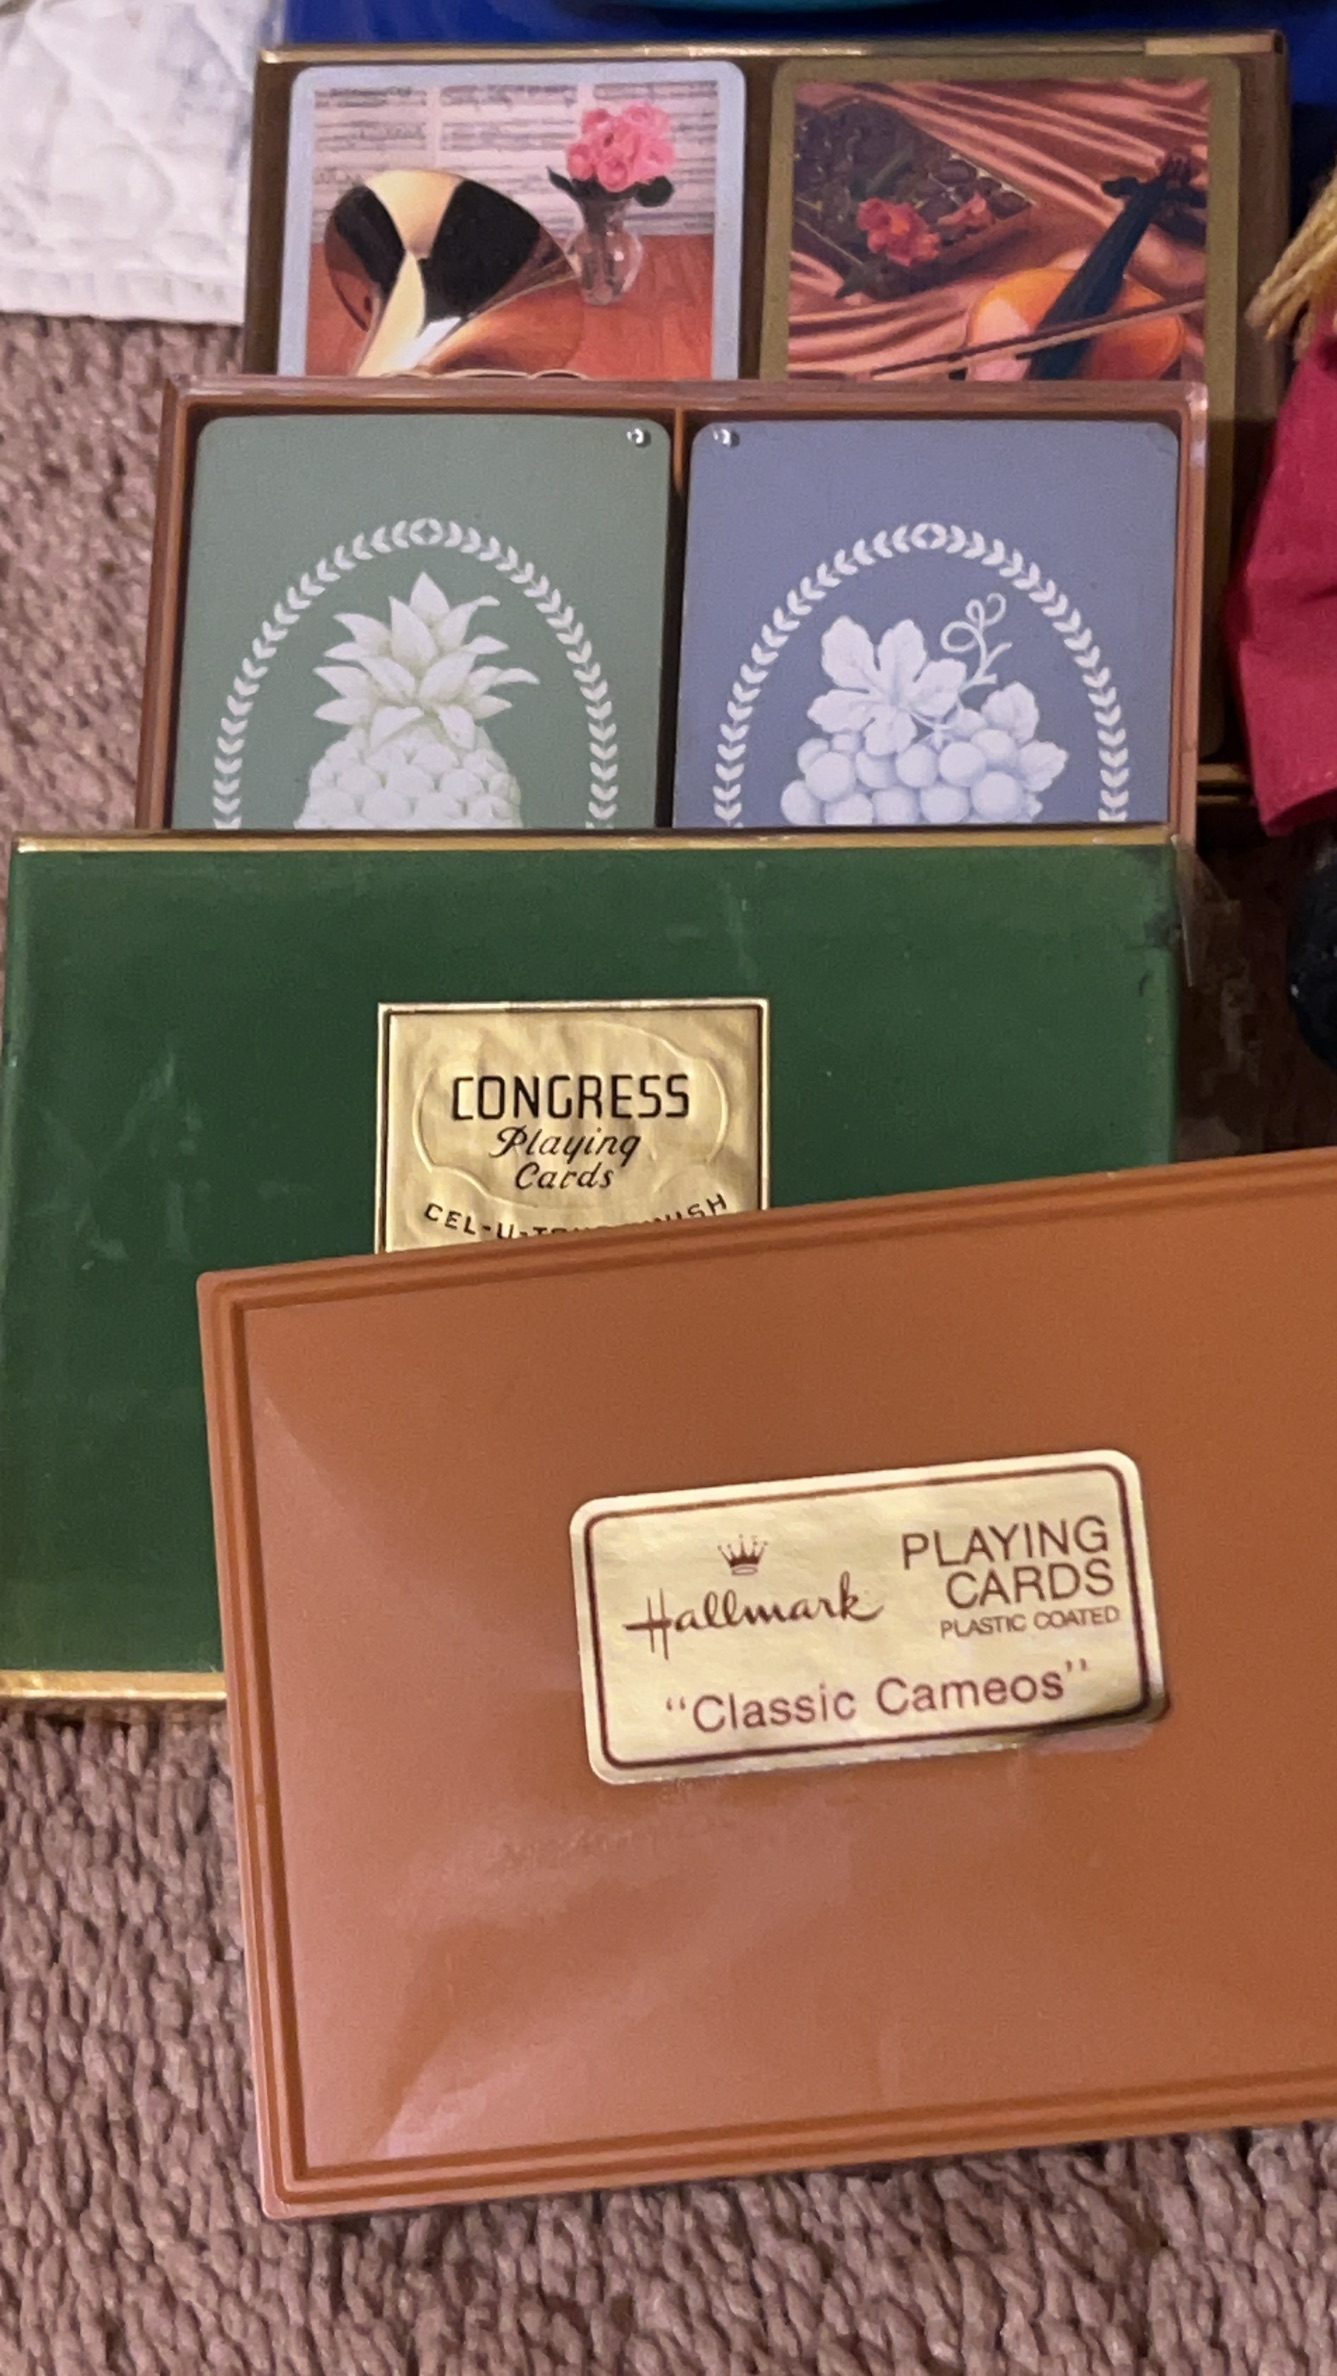 CONGRESS
Playing
Cards
Hallmark
PLAYING
CARDS
PLASTIC COATED
"Classic Cameos"